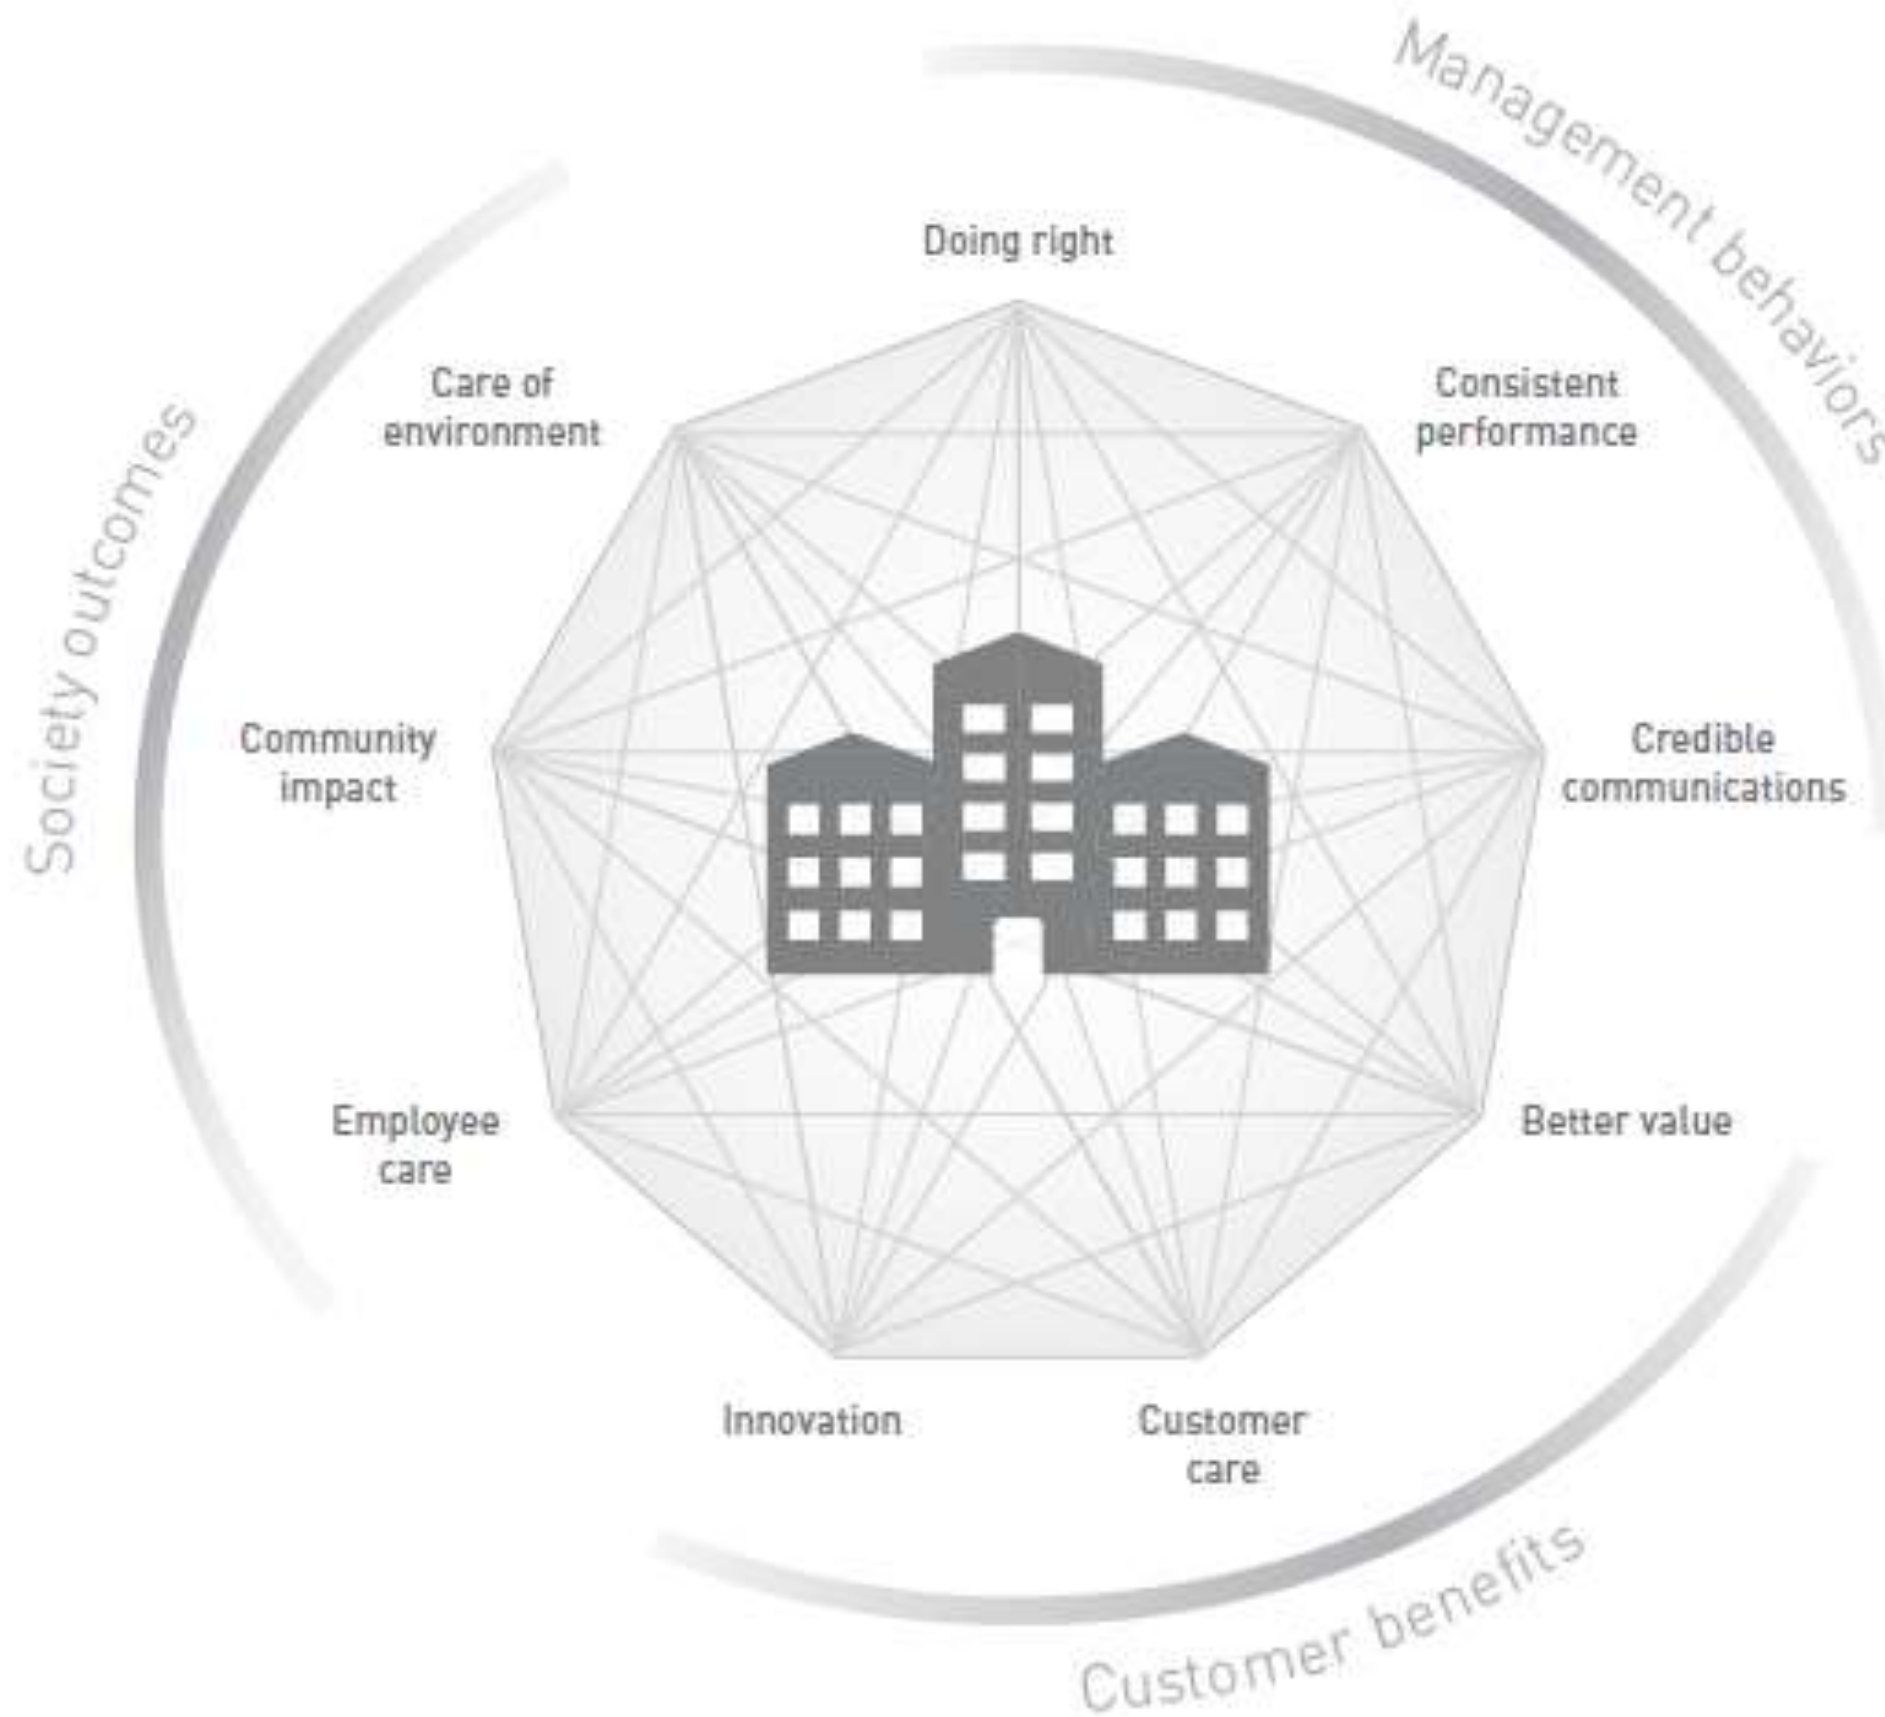 Management behaviors
Doing right
Care of
environment
Consistent
performance
Society outcomes
Community
impact
Credible
communications
Employee
care
Better value
Innovation
Customer
care
Customer benefits